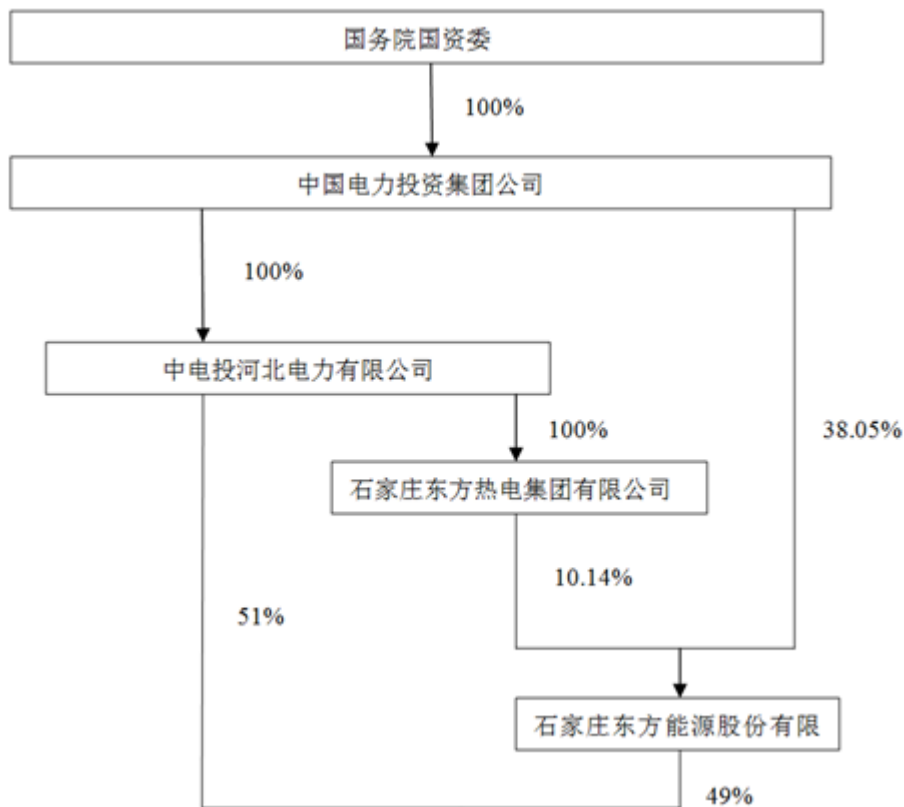 国务院国资委
100%
中国电力投资集团公司
100%
中电投河北电力有限公司
38.05%
100%
石家庄东方热电集团有限公司
10.14%
51%
石家庄东方能源股份有限
49%